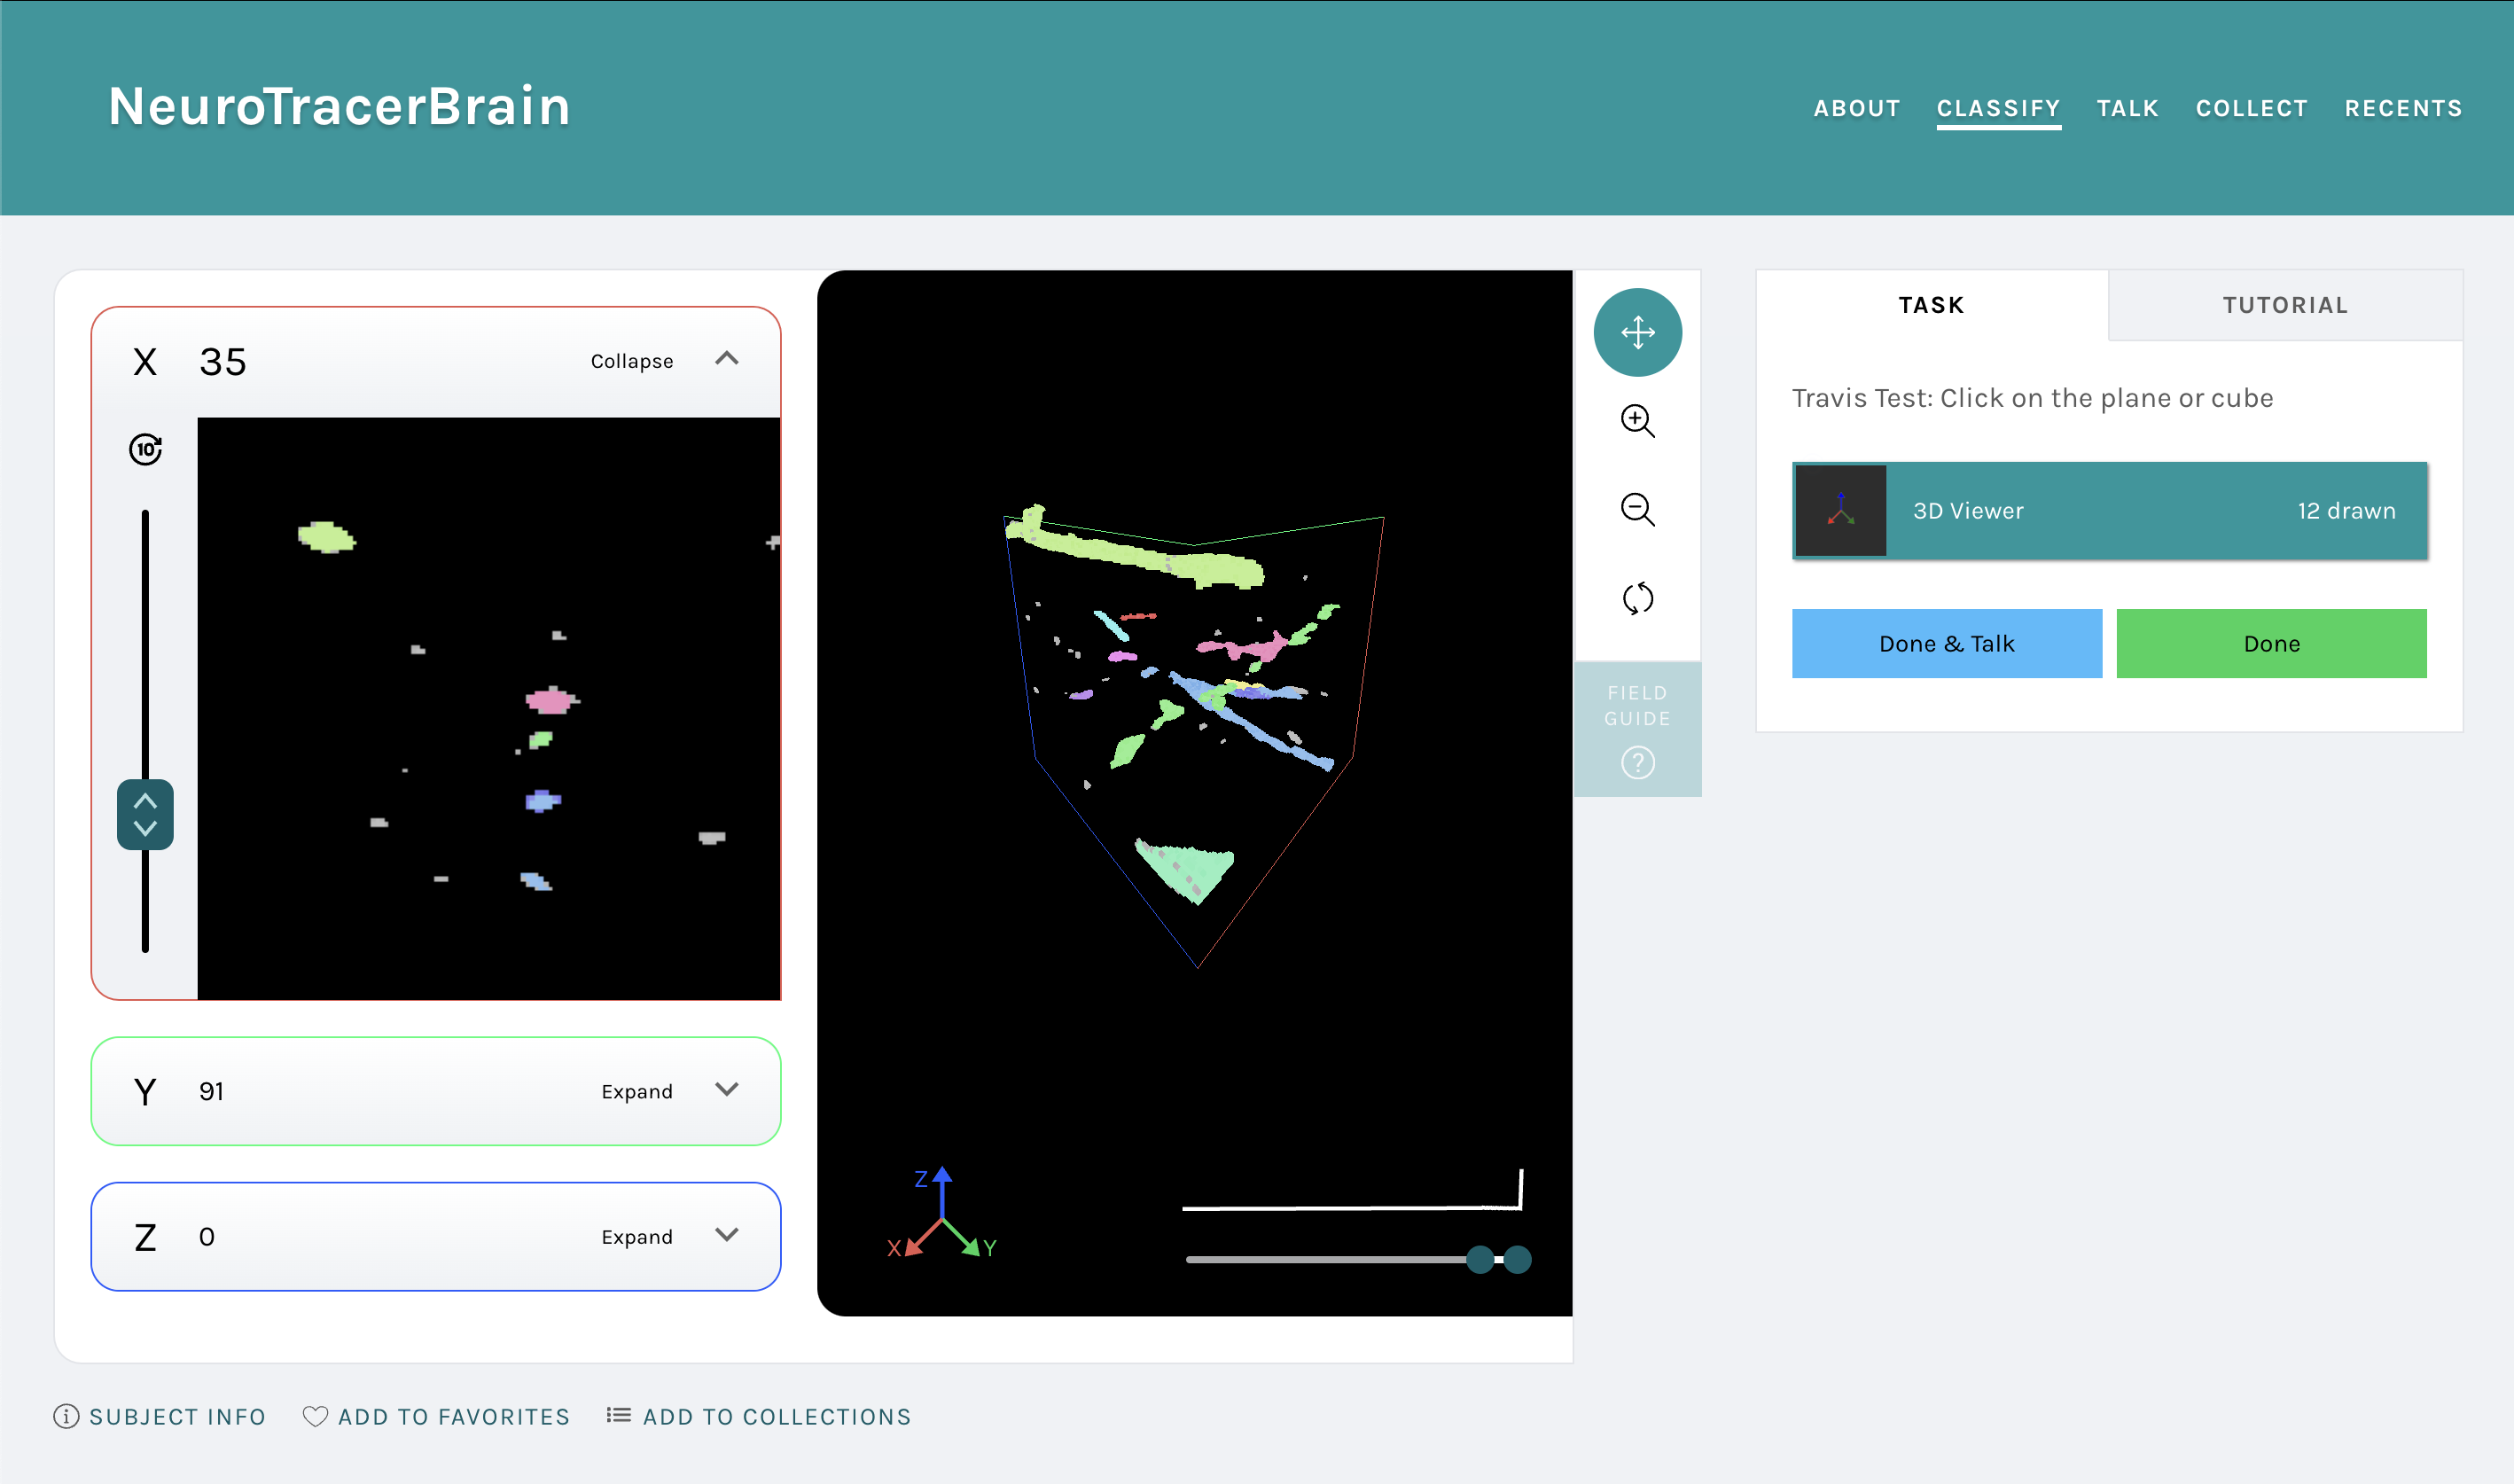 NeuroTracerBrain
ABOUT CLASSIFY TALK COLLECT RECENTS
X 35 Collapse
10
Y 91 Expand
Z 0 Expand
Z
X Y
FIELD
GUIDE
?
TASK TUTORIAL
Travis Test: Click on the plane or cube
3D Viewer 12 drawn
Done & Talk Done
SUBJECT INFO ADD TO FAVORITES ADD TO COLLECTIONS